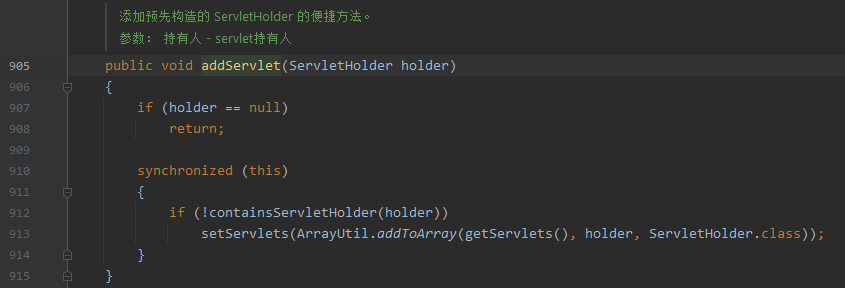 添加预先构造的 ServletHolder 的便捷方法。
参数： 持有人 – servlet持有人
905 public void addServlet(ServletHolder holder)
906 {
907 if (holder == null)
908 return;
909
910 synchronized (this)
911 {
912 if (!containsServletHolder(holder))
913 setServlets(ArrayUtil.addToArray(getServlets(), holder, ServletHolder.class));
914 }
915 }